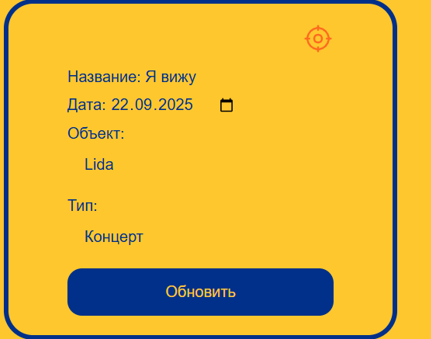 Название: Я вижу
Дата: 22.09.2025
Объект:
Lida
Тип:
Концерт
Обновить